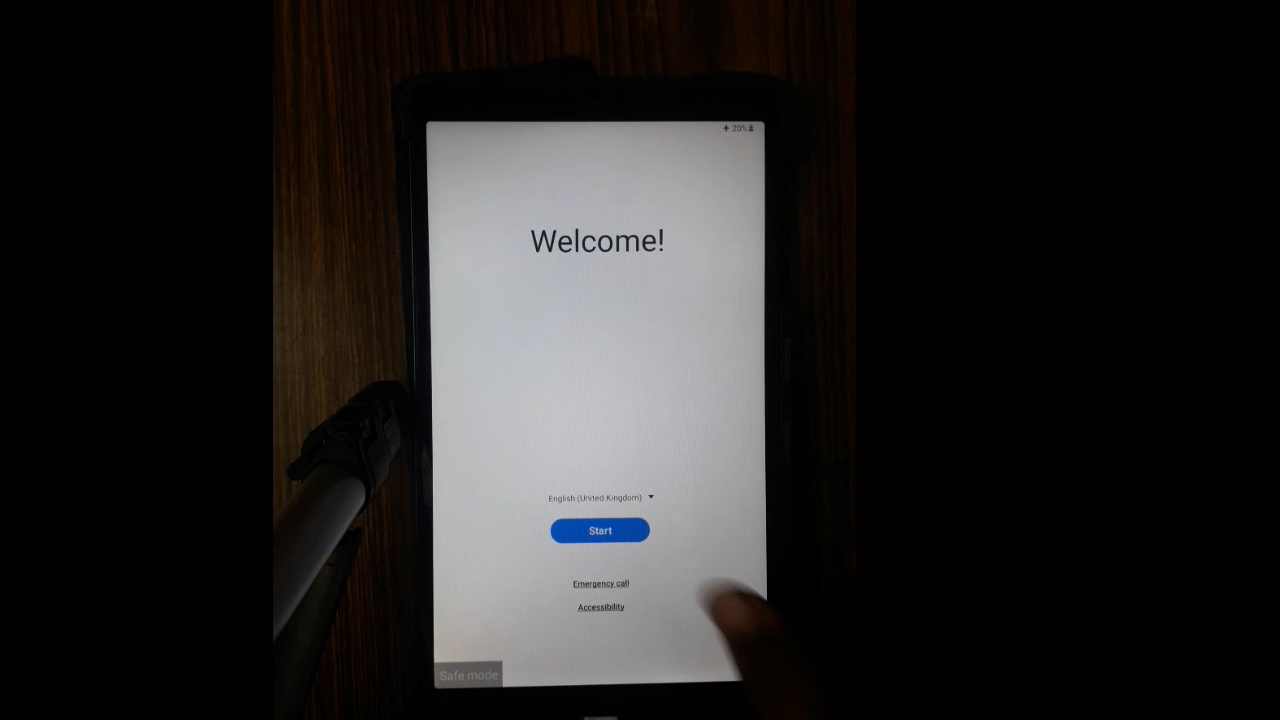 20%
Welcome!
English (United Kingdom)
Start
Emergency call
Accessibility
Safe mode